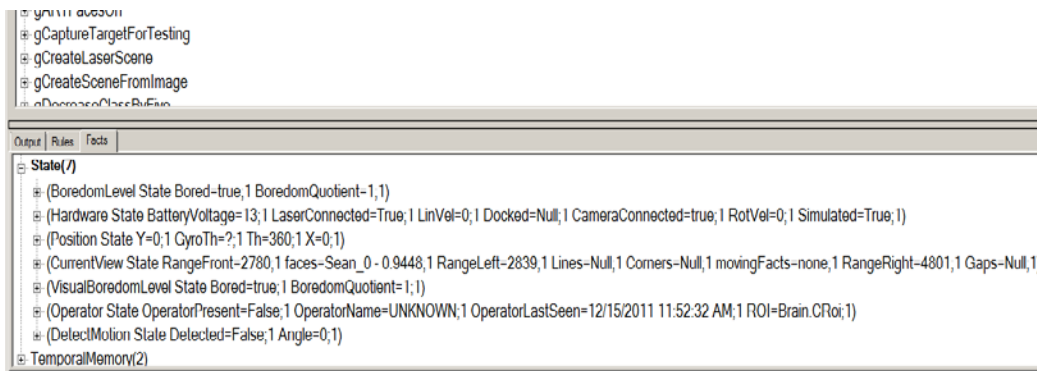 gCaptureTargetForTesting
gCreateLaserScene
gCreateSceneFromImage
gDecreaseClassByFive
Output Rules Facts
State(7)
(BoredomLevel State Bored=true,1 BoredomQuotient=1,1)
(Hardware State BatteryVoltage=13;1 LaserConnected=True;1 LinVel=0;1 Docked=Null;1 CameraConnected=true;1 RotVel=0;1 Simulated=True;1)
(Position State Y=0;1 GyroTh=?;1 Th=360;1 X=0;1)
(CurrentView State RangeFront=2780,1 faces=Sean_0 - 0.9448,1 RangeLeft=2839,1 Lines=Null,1 Corners=Null,1 movingFacts=none,1 RangeRight=4801,1 Gaps=Null,1
(VisualBoredomLevel State Bored=true;1 BoredomQuotient=1;1)
(Operator State OperatorPresent=False;1 OperatorName=UNKNOWN;1 OperatorLastSeen=12/15/2011 11:52:32 AM;1 ROI=Brain.CRoi;1)
(DetectMotion State Detected=False;1 Angle=0;1)
TemporalMemory(2)